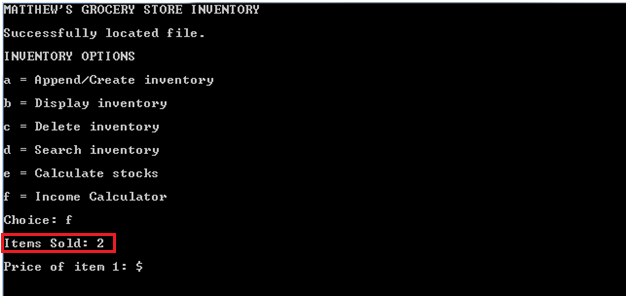 MATTHEW'S GROCERY STORE INVENTORY
Successfully located file.
INVENTORY OPTIONS
a = Append/Create inventory
b = Display inventory
c = Delete inventory
d = Search inventory
e = Calculate stocks
f = Income Calculator
Choice: f
Items Sold: 2
Price of item 1: $